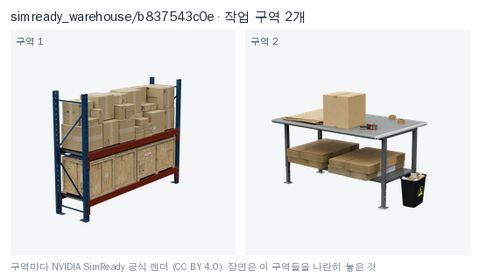 simready_warehouse/b837543c0e · 작업 구역 2개
구역 1
구역 2
구역마다 NVIDIA SimReady 공식 렌더 (CC BY 4.0). 장면은 이 구역들을 나란히 놓은 것